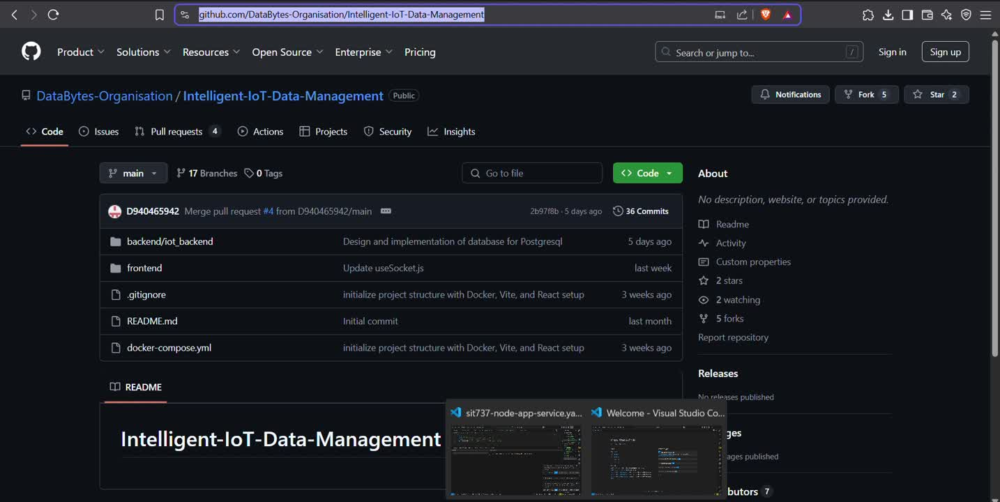 github.com/DataBytes-Organisation/Intelligent-IoT-Data-Management
Product Solutions Resources Open Source Enterprise Pricing Search or jump to... / Sign in Sign up
DataBytes-Organisation / Intelligent-IoT-Data-Management Public Notifications Fork 5 Star 2
Code Issues Pull requests 4 Actions Projects Security Insights
main 17 Branches 0 Tags Go to file Code
D940465942 Merge pull request #4 from D940465942/main 2b97f8b · 5 days ago 36 Commits
backend/iot_backend Design and implementation of database for Postgresql 5 days ago
frontend Update useSocket.js last week
.gitignore initialize project structure with Docker, Vite, and React setup 3 weeks ago
README.md Initial commit last month
docker-compose.yml initialize project structure with Docker, Vite, and React setup 3 weeks ago
README
Intelligent-IoT-Data-Management
About
No description, website, or topics provided.
Readme
Activity
Custom properties
2 stars
2 watching
5 forks
Report repository
Releases
No releases published
ges
ages published
butors 7
sit737-node-app-service.ya...
Welcome - Visual Studio Co...